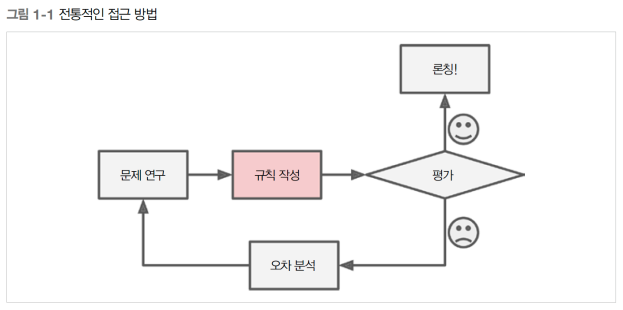 그림 1-1 전통적인 접근 방법
론칭!
문제 연구
규칙 작성
평가
오차 분석